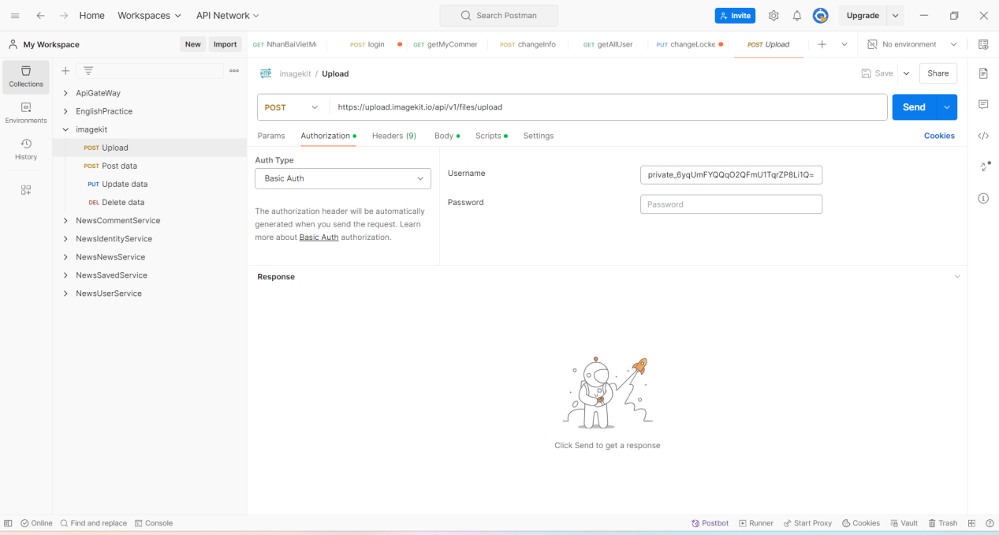 Home Workspaces API Network Search Postman Invite Upgrade
My Workspace New Import GET NhanBaiVietM POST login GET getMyCommer POST changeInfo GET getAllUser PUT changeLocke POST Upload No environment
Collections
Environments
History
ApiGateWay
EnglishPractice
imagekit
POST Upload
POST Post data
PUT Update data
DEL Delete data
NewsCommentService
NewsIdentityService
NewsNewsService
NewsSavedService
NewsUserService
HTTP imagekit / Upload Save Share
POST https://upload.imagekit.io/api/v1/files/upload Send
Params Authorization Headers (9) Body Scripts Settings Cookies
Auth Type
Basic Auth
The authorization header will be automatically
generated when you send the request. Learn
more about Basic Auth authorization.
Username private_6yqUmFYQQqO2QFmU1TqrZP8Li1Q=
Password Password
Response
Click Send to get a response
Online Find and replace Console Postbot Runner Start Proxy Cookies Vault Trash